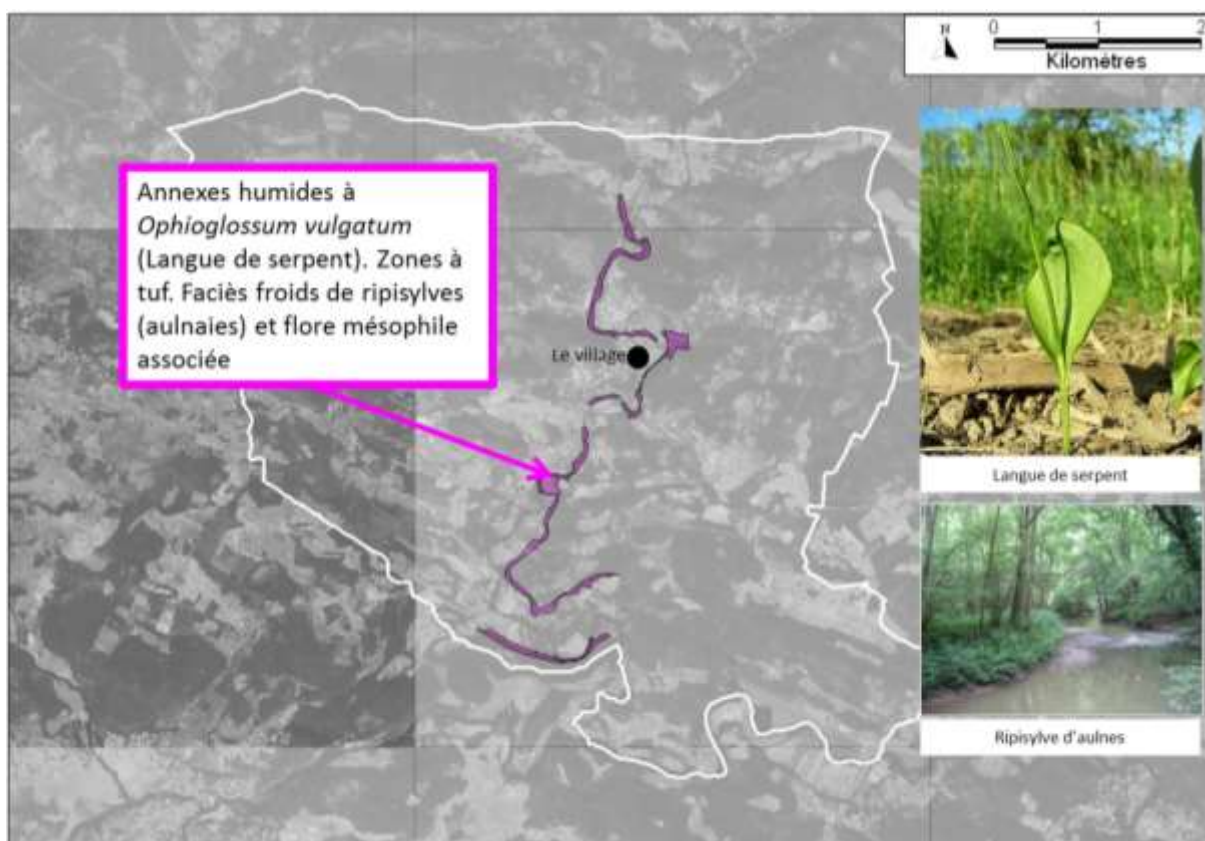 N
0 1 2
Kilomètres
Annexes humides à
Ophioglossum vulgatum
(Langue de serpent). Zones à
tuf. Faciès froids de ripisylves
(aulnaies) et flore mésophile
associée
Le village
Langue de serpent
Ripisylve d'aulnes